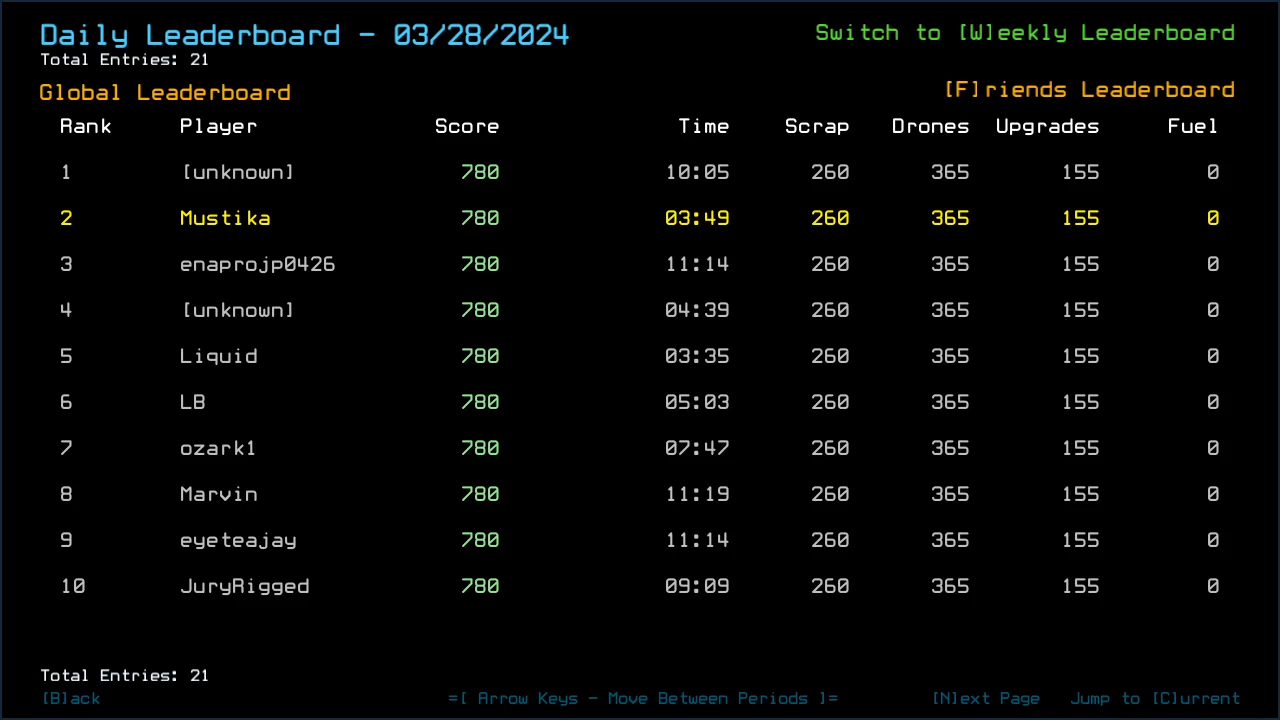 Daily Leaderboard - 03/28/2024 Switch to [W]eekly Leaderboard
Total Entries: 21
Global Leaderboard [F]riends Leaderboard
Rank Player Score Time Scrap Drones Upgrades Fuel
1 [unknown] 780 10:05 260 365 155 0
2 Mustika 780 03:49 260 365 155 0
3 enaprojp0426 780 11:14 260 365 155 0
4 [unknown] 780 04:39 260 365 155 0
5 Liquid 780 03:35 260 365 155 0
6 LB 780 05:03 260 365 155 0
7 ozark1 780 07:47 260 365 155 0
8 Marvin 780 11:19 260 365 155 0
9 eyeteajay 780 11:14 260 365 155 0
10 JuryRigged 780 09:09 260 365 155 0
Total Entries: 21
[B]ack =[ Arrow Keys - Move Between Periods ]= [N]ext Page Jump to [C]urrent